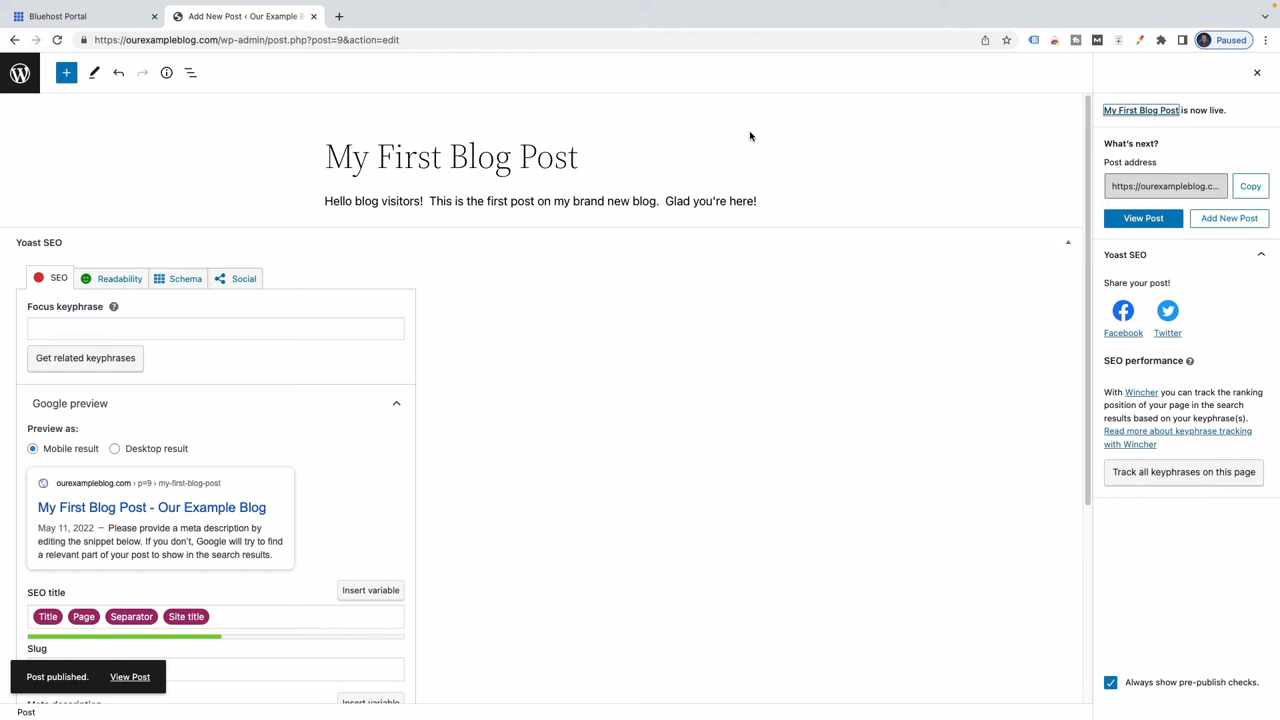 Bluehost Portal
Add New Post ‹ Our Example B
https://ourexampleblog.com/wp-admin/post.php?post=9&action=edit
Paused
My First Blog Post
Hello blog visitors!  This is the first post on my brand new blog.  Glad you're here!
Yoast SEO
SEO
Readability
Schema
Social
Focus keyphrase
Get related keyphrases
Google preview
Preview as:
Mobile result
Desktop result
ourexampleblog.com › p=9 › my-first-blog-post
My First Blog Post - Our Example Blog
May 11, 2022 — Please provide a meta description by
editing the snippet below. If you don't, Google will try to find
a relevant part of your post to show in the search results.
SEO title
Insert variable
Title Page Separator Site title
Slug
Post published. View Post
Meta description
Insert variable
Post
My First Blog Post is now live.
What's next?
Post address
https://ourexampleblog.c...
Copy
View Post
Add New Post
Yoast SEO
Share your post!
Facebook
Twitter
SEO performance
With Wincher you can track the ranking
position of your page in the search
results based on your keyphrase(s).
Read more about keyphrase tracking
with Wincher
Track all keyphrases on this page
Always show pre-publish checks.